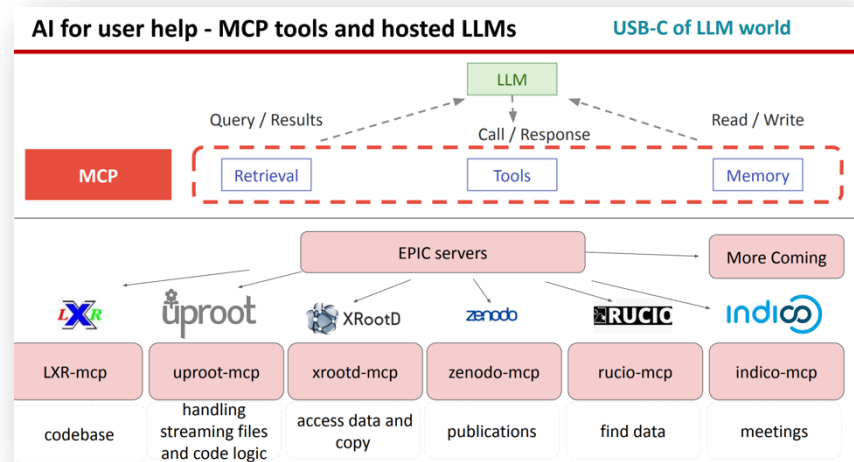 AI for user help - MCP tools and hosted LLMs
USB-C of LLM world
LLM
Query / Results
Call / Response
Read / Write
MCP
Retrieval
Tools
Memory
EPIC servers
More Coming
LXR
uproot
XRootD
zenodo
RUCIO
indico
LXR-mcp
uproot-mcp
xrootd-mcp
zenodo-mcp
rucio-mcp
indico-mcp
codebase
handling
streaming files
and code logic
access data and
copy
publications
find data
meetings